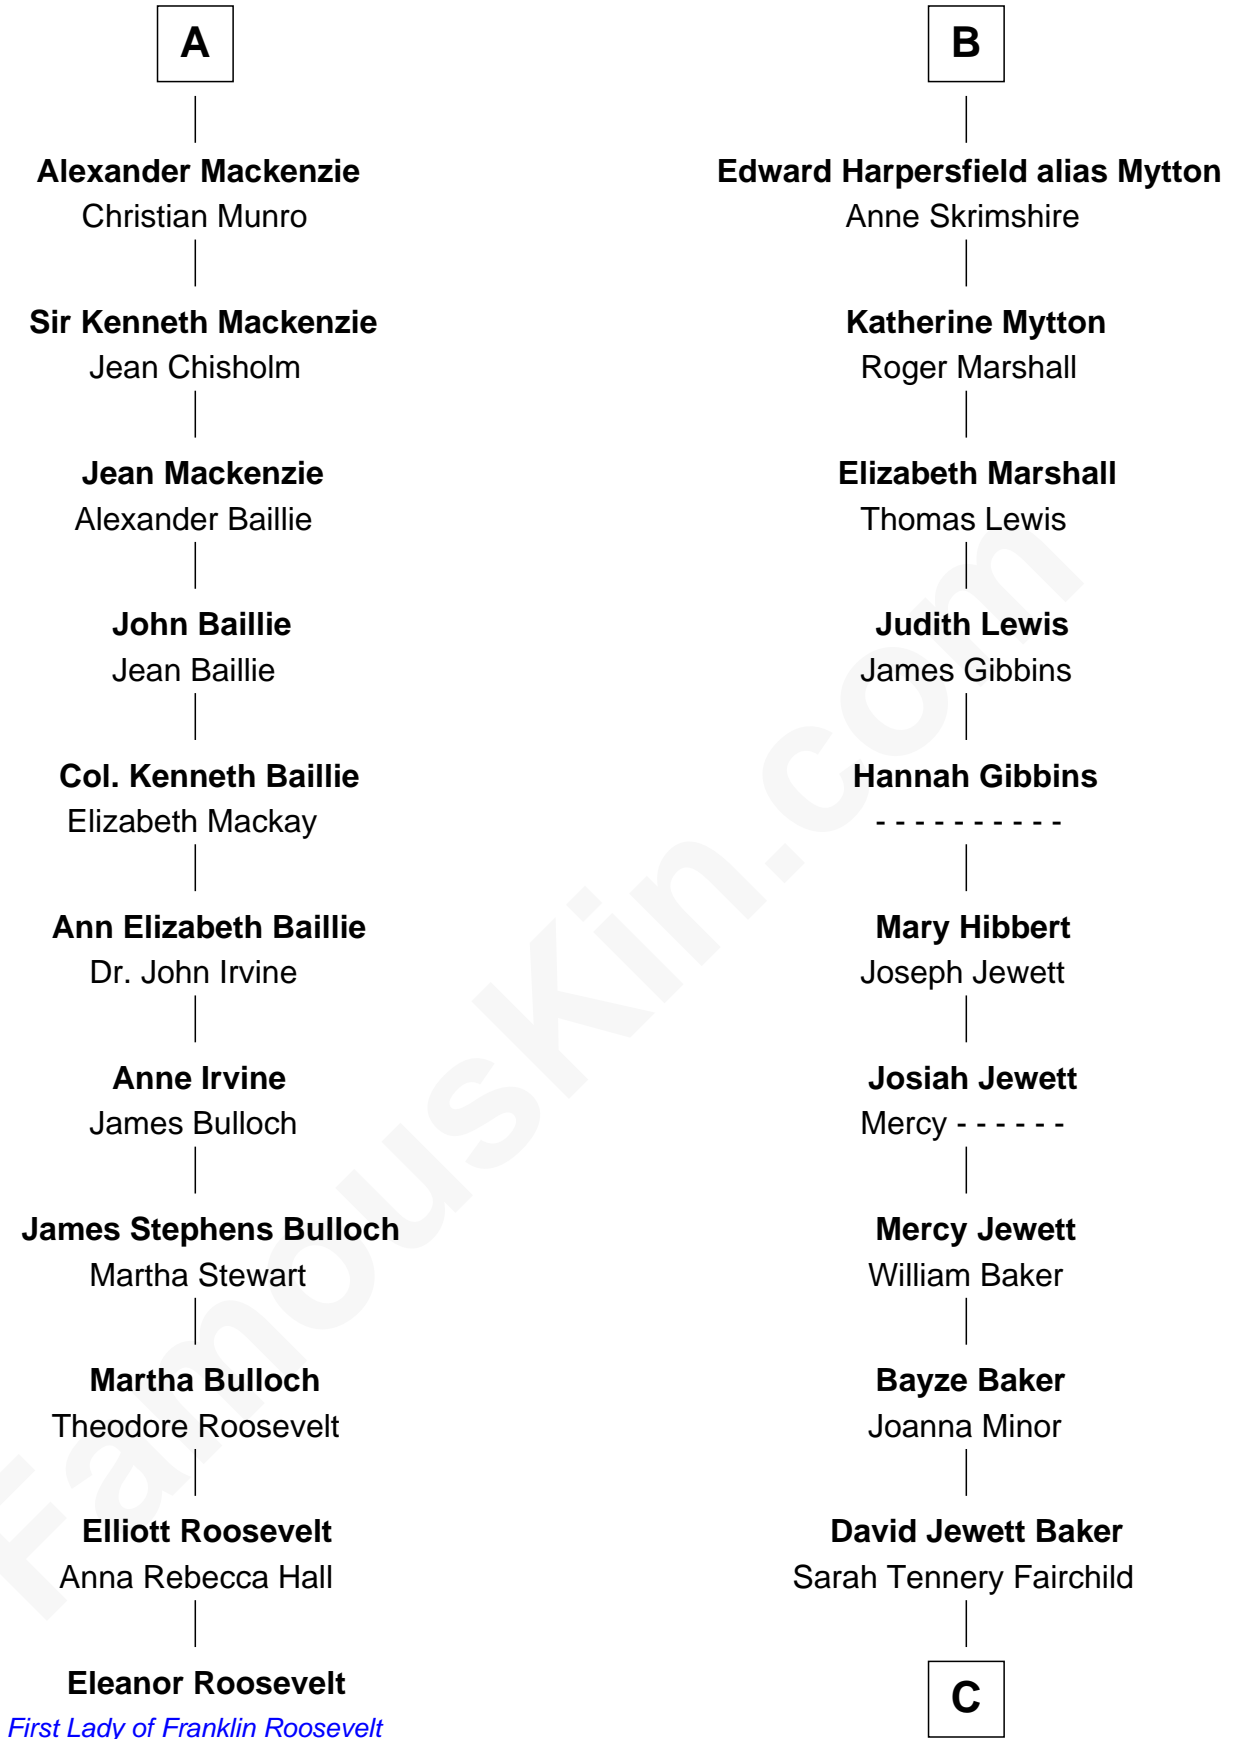 A
Alexander Mackenzie
Christian Munro
Sir Kenneth Mackenzie
Jean Chisholm
Jean Mackenzie
Alexander Baillie
John Baillie
Jean Baillie
Col. Kenneth Baillie
Elizabeth Mackay
Ann Elizabeth Baillie
Dr. John Irvine
Anne Irvine
James Bulloch
James Stephens Bulloch
Martha Stewart
Martha Bulloch
Theodore Roosevelt
Elliott Roosevelt
Anna Rebecca Hall
Eleanor Roosevelt
First Lady of Franklin Roosevelt
B
Edward Harpersfield alias Mytton
Anne Skrimshire
Katherine Mytton
Roger Marshall
Elizabeth Marshall
Thomas Lewis
Judith Lewis
James Gibbins
Hannah Gibbins
- - - - - - - - - -
Mary Hibbert
Joseph Jewett
Josiah Jewett
Mercy - - - - - -
Mercy Jewett
William Baker
Bayze Baker
Joanna Minor
David Jewett Baker
Sarah Tennery Fairchild
C
FamousKin.com